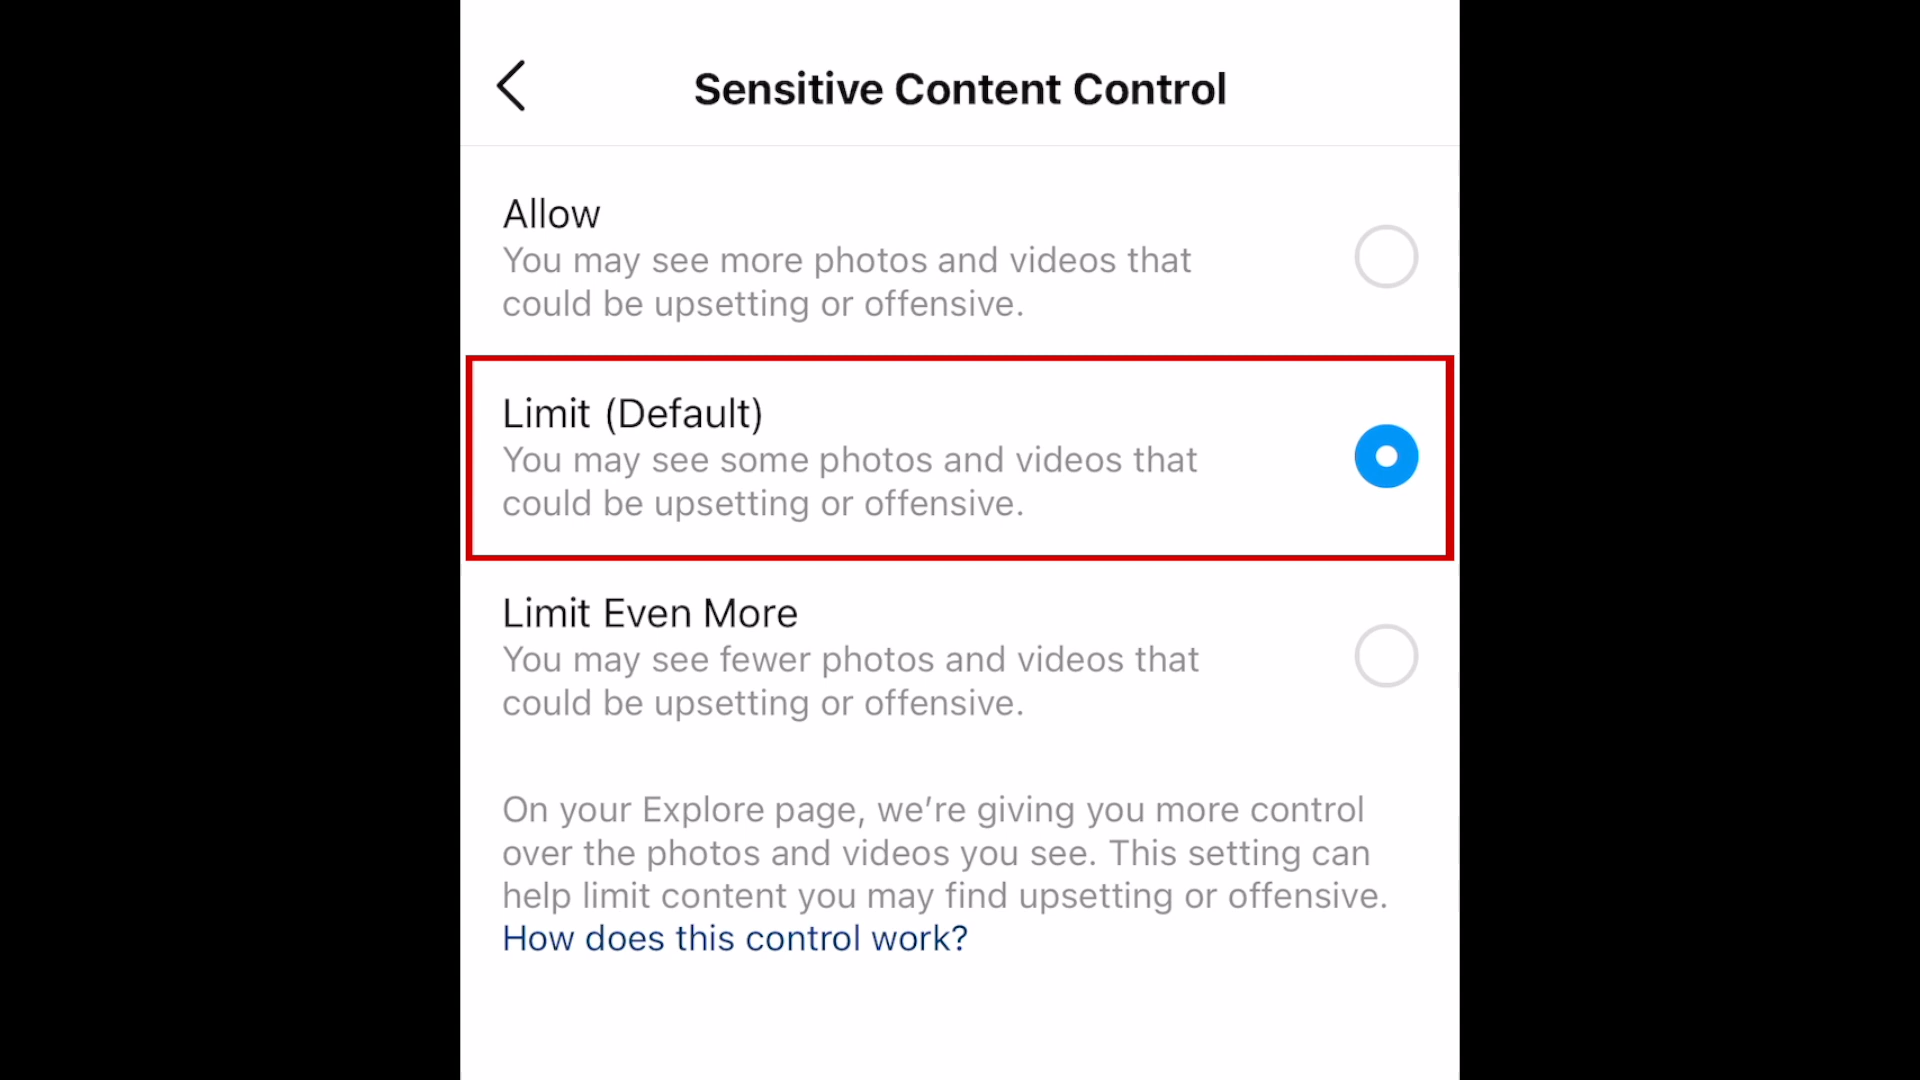 Sensitive Content Control
Allow
You may see more photos and videos that
could be upsetting or offensive.
Limit (Default)
You may see some photos and videos that
could be upsetting or offensive.
Limit Even More
You may see fewer photos and videos that
could be upsetting or offensive.
On your Explore page, we’re giving you more control
over the photos and videos you see. This setting can
help limit content you may find upsetting or offensive.
How does this control work?